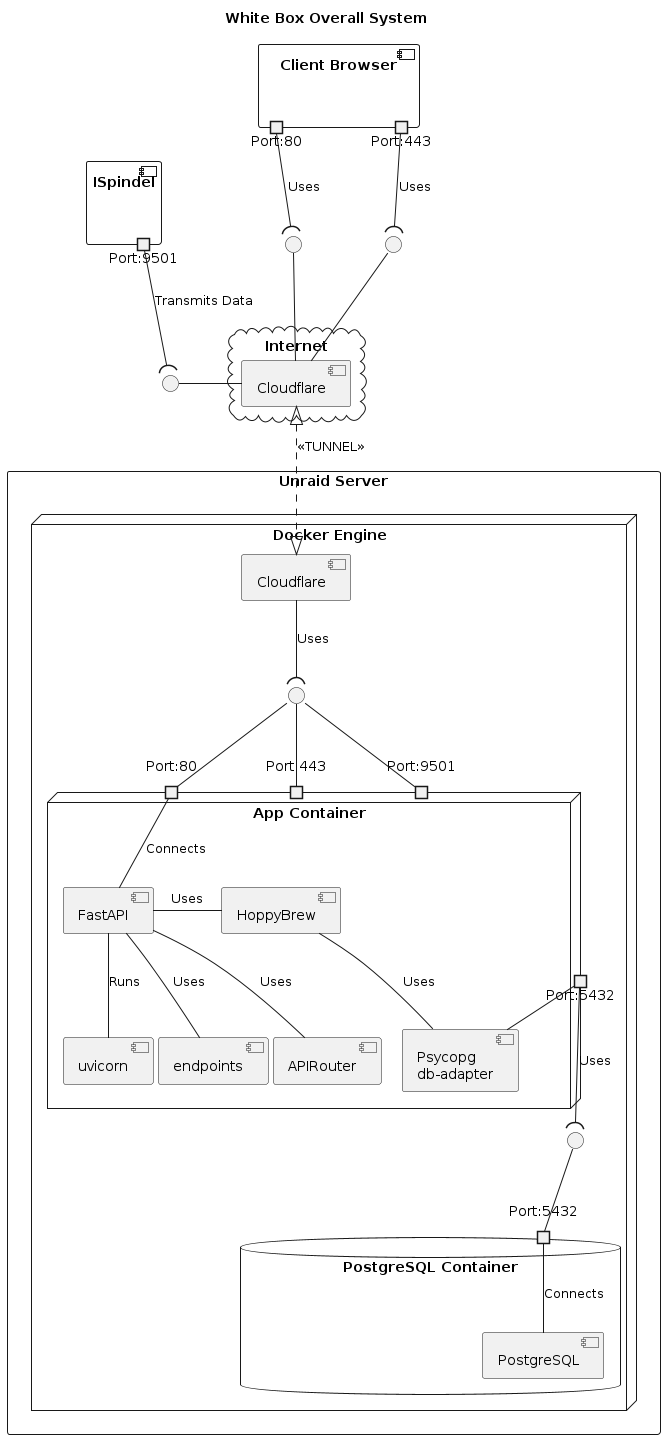 White Box Overall System
Client Browser
Port:80
Port:443
ISpindel
Uses
Uses
Port:9501
Transmits Data
Internet
Cloudflare
«TUNNEL»
Unraid Server
Docker Engine
Cloudflare
Uses
Port:80
Port 443
Port:9501
App Container
Connects
FastAPI
Uses
HoppyBrew
Runs
Uses
Uses
Uses
Port:5432
uvicorn
endpoints
APIRouter
Psycopg
db-adapter
Uses
Port:5432
PostgreSQL Container
Connects
PostgreSQL